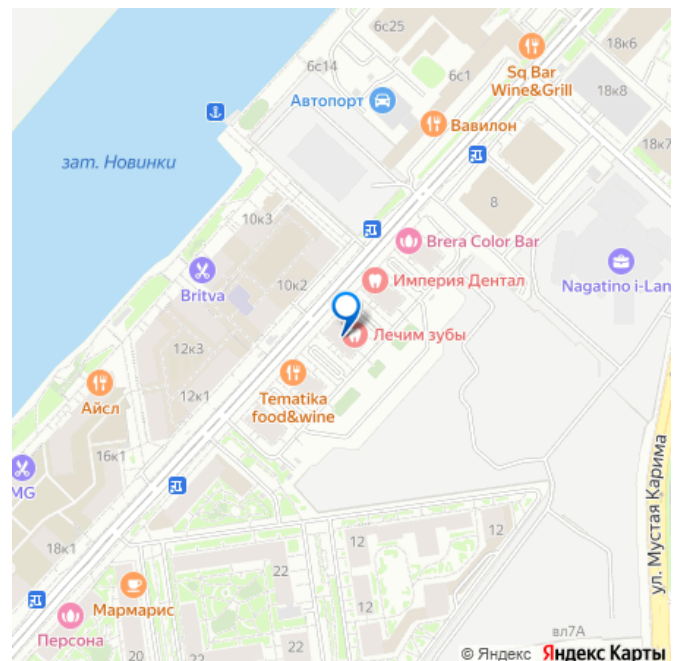 6с25
18к6
6с14
6с1
Sq Bar
Wine&Grill
Автопорт
18к8
Вавилон
18к7
зат. Новинки
8
10к3
Brera Color Bar
Britva
10к2
Империя Дентал
Nagatino i-Lan
12к3
Лечим зубы
Айсл
12к1
Tematika
food&wine
16к1
MG
ул. Мустая Карима
18к1
12
12
22
12
Мармарис
Персона
20
22
22
вл7А
© Яндекс Яндекс Карты